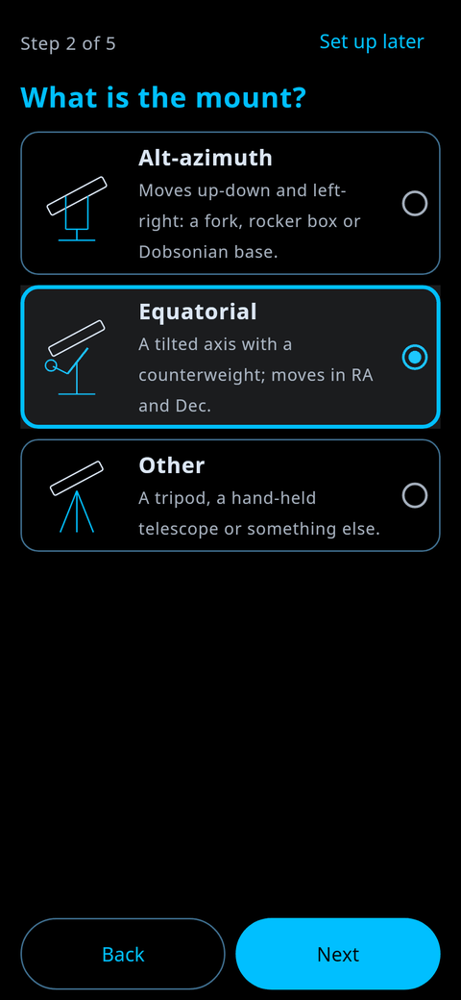 Step 2 of 5
Set up later
What is the mount?
Alt-azimuth
Moves up-down and left-
right: a fork, rocker box or
Dobsonian base.
Equatorial
A tilted axis with a
counterweight; moves in RA
and Dec.
Other
A tripod, a hand-held
telescope or something else.
Back
Next